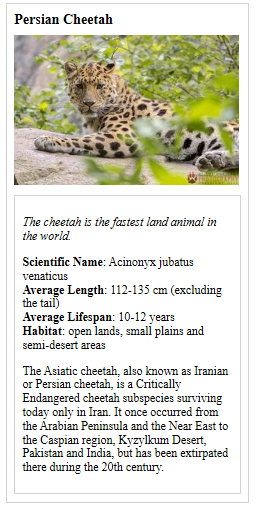 Persian Cheetah
The cheetah is the fastest land animal in
the world.
Scientific Name: Acinonyx jubatus
venaticus
Average Length: 112-135 cm (excluding
the tail)
Average Lifespan: 10-12 years
Habitat: open lands, small plains and
semi-desert areas
The Asiatic cheetah, also known as Iranian
or Persian cheetah, is a Critically
Endangered cheetah subspecies surviving
today only in Iran. It once occurred from
the Arabian Peninsula and the Near East to
the Caspian region, Kyzylkum Desert,
Pakistan and India, but has been extirpated
there during the 20th century.